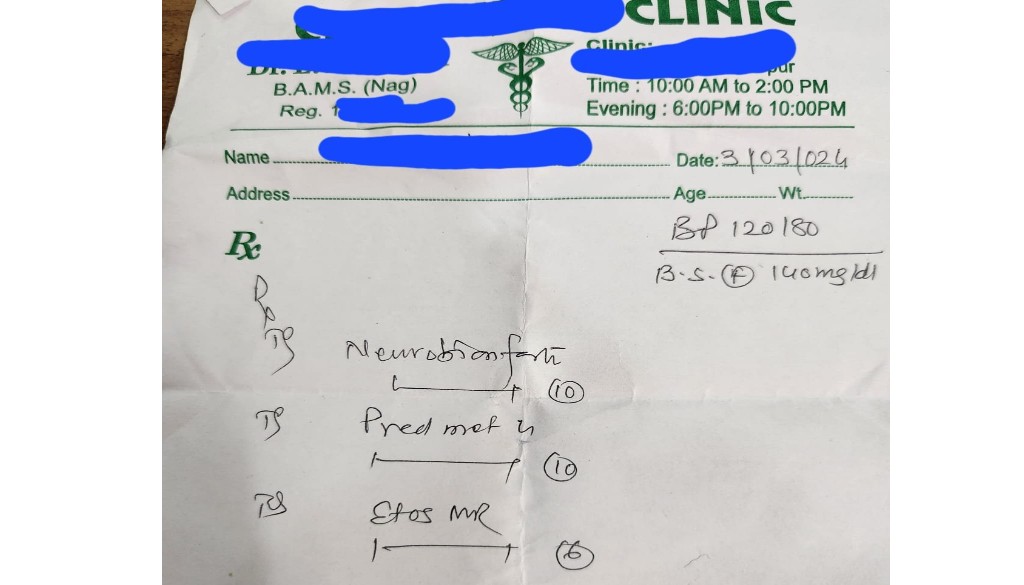 CLINIC
Clinic:
B.A.M.S. (Nag)
Time : 10:00 AM to 2:00 PM
Reg.
Evening : 6:00PM to 10:00PM
Name
Date: 3/03/024
Address
Age Wt.
BP 120/80
Rx
B.S. (F) 140mg/dl
Neurobion forte
10
Pred met
10
Etos MR
6